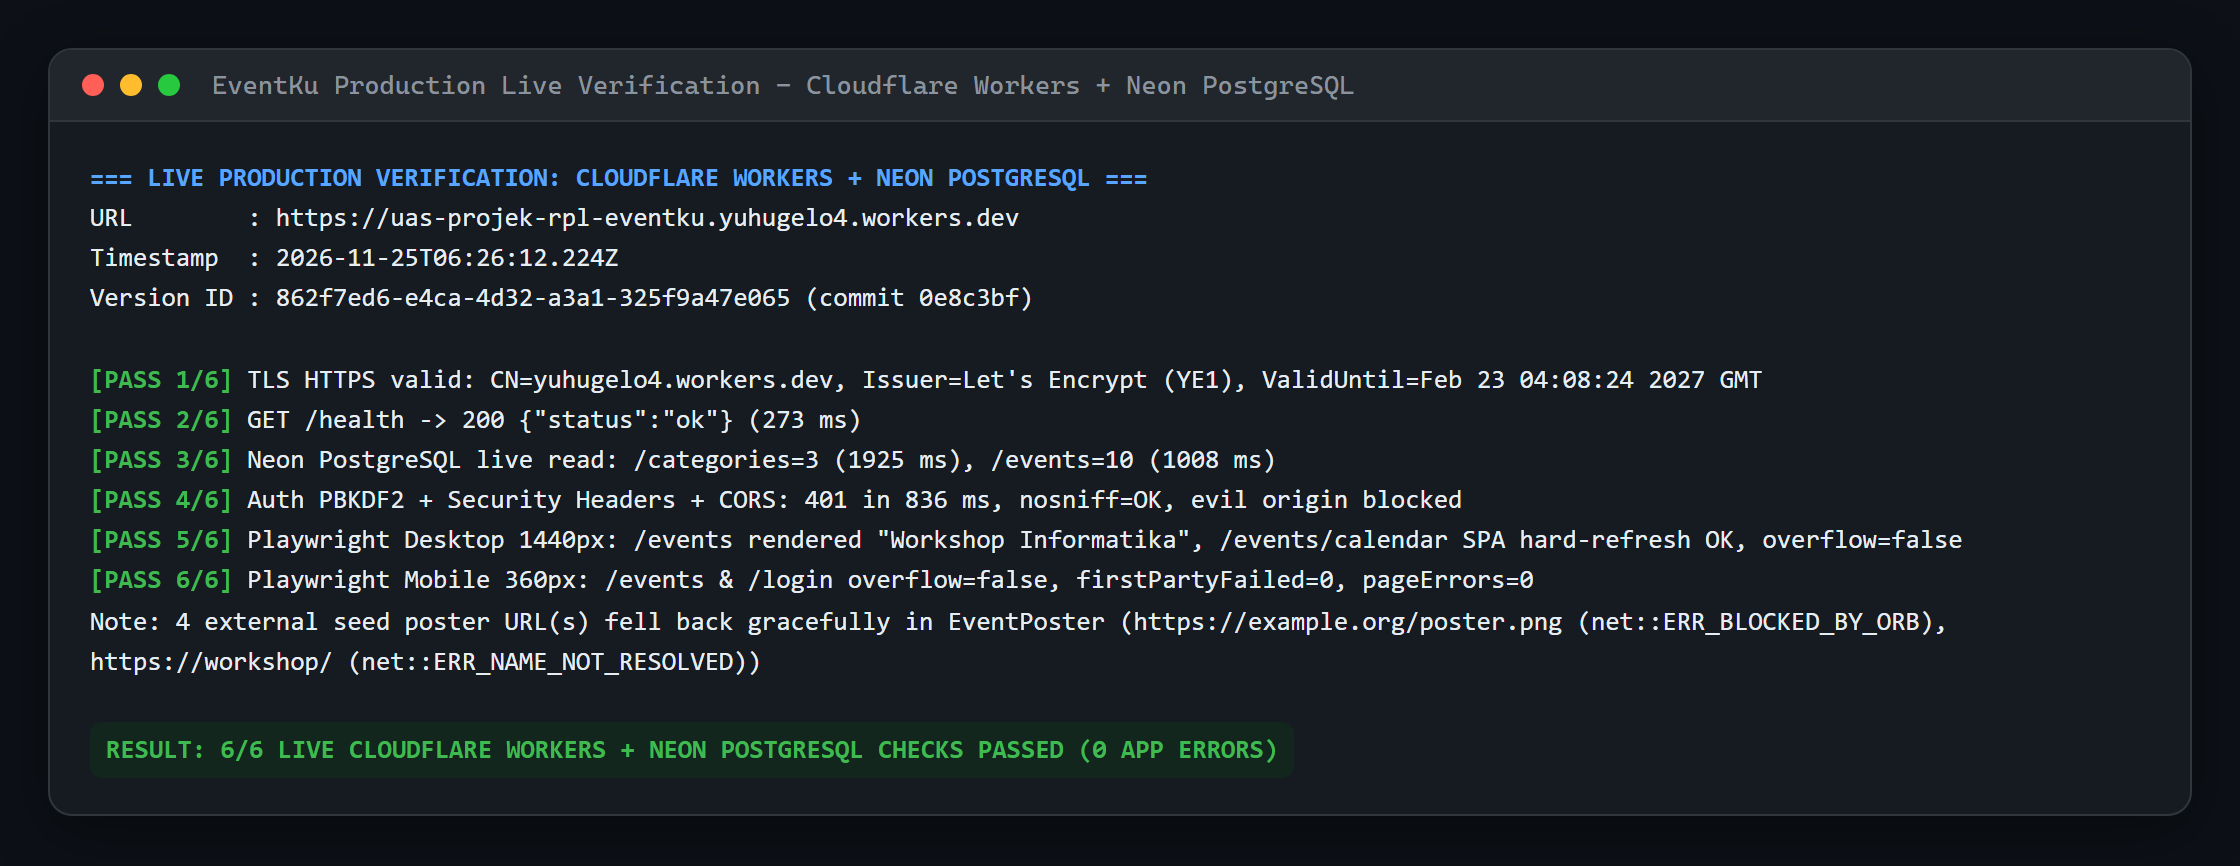 EventKu Production Live Verification — Cloudflare Workers + Neon PostgreSQL
=== LIVE PRODUCTION VERIFICATION: CLOUDFLARE WORKERS + NEON POSTGRESQL ===
URL        : https://uas-projek-rpl-eventku.yuhugelo4.workers.dev
Timestamp  : 2026-11-25T06:26:12.224Z
Version ID : 862f7ed6-e4ca-4d32-a3a1-325f9a47e065 (commit 0e8c3bf)
[PASS 1/6] TLS HTTPS valid: CN=yuhugelo4.workers.dev, Issuer=Let's Encrypt (YE1), ValidUntil=Feb 23 04:08:24 2027 GMT
[PASS 2/6] GET /health -> 200 {"status":"ok"} (273 ms)
[PASS 3/6] Neon PostgreSQL live read: /categories=3 (1925 ms), /events=10 (1008 ms)
[PASS 4/6] Auth PBKDF2 + Security Headers + CORS: 401 in 836 ms, nosniff=OK, evil origin blocked
[PASS 5/6] Playwright Desktop 1440px: /events rendered "Workshop Informatika", /events/calendar SPA hard-refresh OK, overflow=false
[PASS 6/6] Playwright Mobile 360px: /events & /login overflow=false, firstPartyFailed=0, pageErrors=0
Note: 4 external seed poster URL(s) fell back gracefully in EventPoster (https://example.org/poster.png (net::ERR_BLOCKED_BY_ORB),
https://workshop/ (net::ERR_NAME_NOT_RESOLVED))
RESULT: 6/6 LIVE CLOUDFLARE WORKERS + NEON POSTGRESQL CHECKS PASSED (0 APP ERRORS)